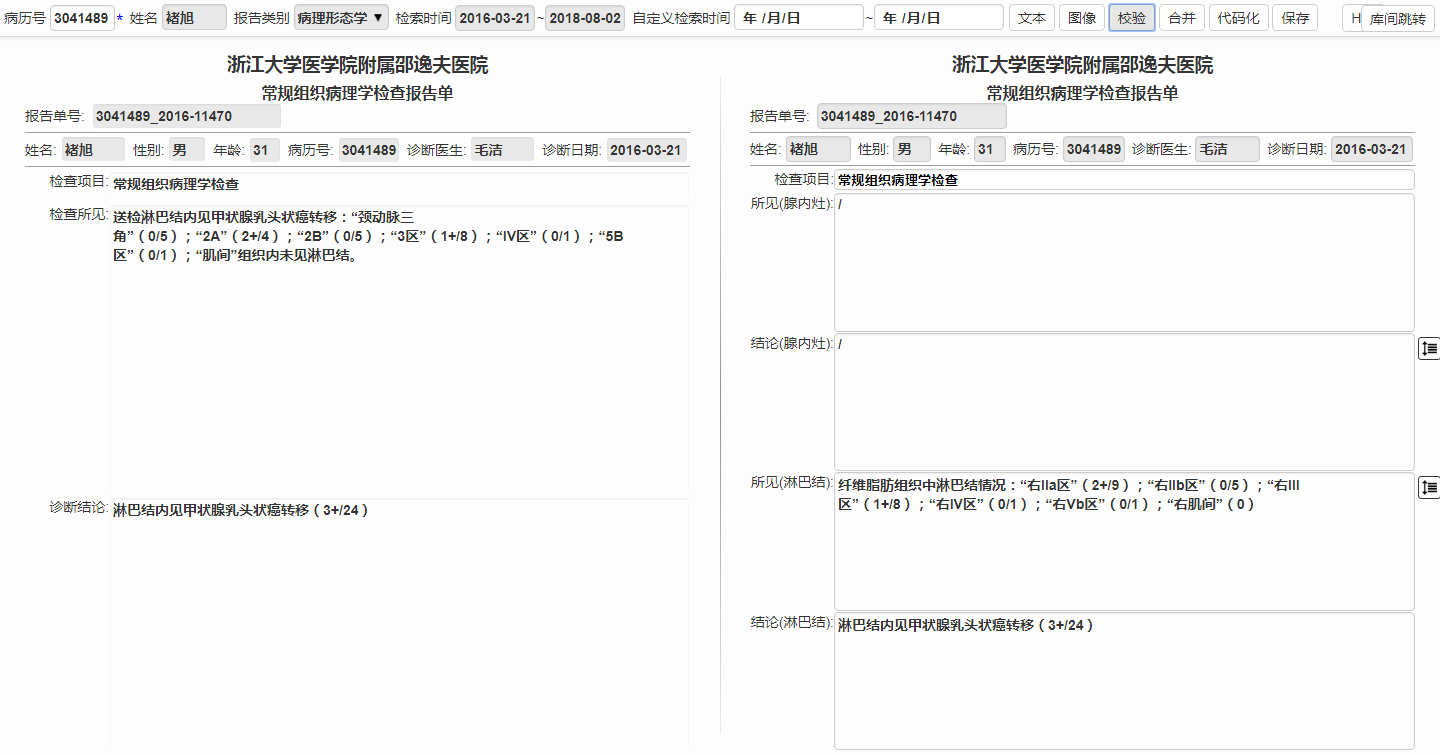 病历号 3041489 * 姓名 褚旭 报告类别 病理形态学 ▼ 检索时间 2016-03-21 ~ 2018-08-02 自定义检索时间 年 /月/日 ~ 年 /月/日 文本 图像 校验 合并 代码化 保存 H 库间跳转
浙江大学医学院附属邵逸夫医院
常规组织病理学检查报告单
报告单号: 3041489_2016-11470
姓名: 褚旭 性别: 男 年龄: 31 病历号: 3041489 诊断医生: 毛洁 诊断日期: 2016-03-21
检查项目: 常规组织病理学检查
检查所见: 送检淋巴结内见甲状腺乳头状癌转移：“颈动脉三
角”（0/5）；“2A”（2+/4）；“2B”（0/5）；“3区”（1+/8）；“IV区”（0/1）；“5B
区”（0/1）；“肌间”组织内未见淋巴结。
诊断结论: 淋巴结内见甲状腺乳头状癌转移（3+/24）
浙江大学医学院附属邵逸夫医院
常规组织病理学检查报告单
报告单号: 3041489_2016-11470
姓名: 褚旭 性别: 男 年龄: 31 病历号: 3041489 诊断医生: 毛洁 诊断日期: 2016-03-21
检查项目: 常规组织病理学检查
所见(腺内灶): /
结论(腺内灶): /
所见(淋巴结): 纤维脂肪组织中淋巴结情况：“右IIa区”（2+/9）；“右IIb区”（0/5）；“右III
区”（1+/8）；“右IV区”（0/1）；“右Vb区”（0/1）；“右肌间”（0）
结论(淋巴结): 淋巴结内见甲状腺乳头状癌转移（3+/24）